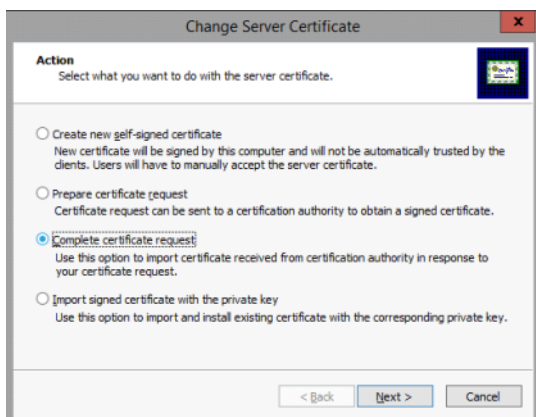 Change Server Certificate
x
Action
Select what you want to do with the server certificate.
Create new self-signed certificate
New certificate will be signed by this computer and will not be automatically trusted by the
clients. Users will have to manually accept the server certificate.
Prepare certificate request
Certificate request can be sent to a certification authority to obtain a signed certificate.
Complete certificate request
Use this option to import certificate received from certification authority in response to
your certificate request.
Import signed certificate with the private key
Use this option to import and install existing certificate with the corresponding private key.
< Back Next > Cancel